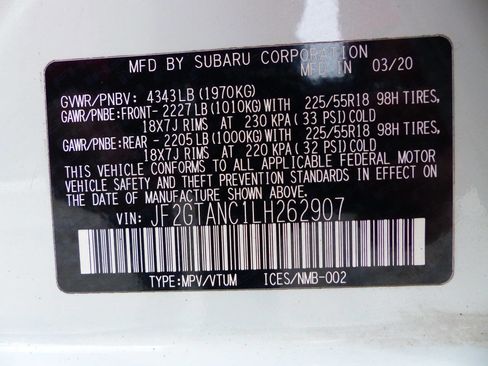 MFD BY SUBARU CORPORATION
MFD IN 03/20
GVWR/PNBV: 4343LB (1970KG)
GAWR/PNBE:FRONT- 2227LB (1010KG)WITH 225/55R18 98H TIRES,
18X7J RIMS AT 230 KPA (33 PSI)COLD
GAWR/PNBE:REAR - 2205LB (1000KG)WITH 225/55R18 98H TIRES,
18X7J RIMS AT 220 KPA (32 PSI)COLD
THIS VEHICLE CONFORMS TO ALL APPLICABLE FEDERAL MOTOR
VEHICLE SAFETY AND THEFT PREVENTION STANDARDS IN EFFECT ON
THE DATE OF MANUFACTURE SHOWN ABOVE.
VIN: JF2GTANC1LH262907
TYPE:MPV/VTUM ICES/NMB-002